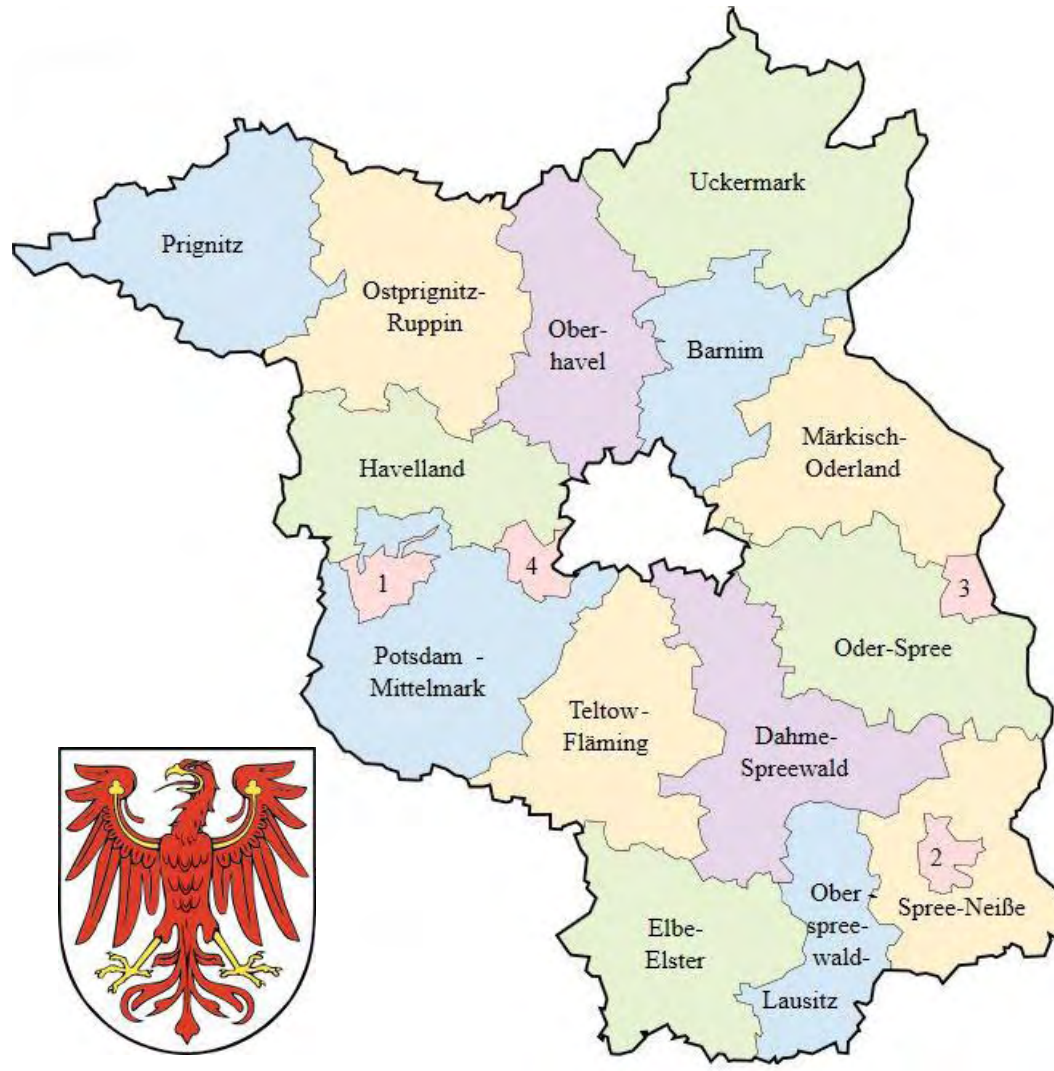 Uckermark
Prignitz
Ostprignitz-
Ruppin
Ober-
havel
Barnim
Märkisch-
Oderland
Havelland
1
4
3
Oder-Spree
Potsdam -
Mittelmark
Teltow-
Fläming
Dahme-
Spreewald
2
Spree-Neiße
Ober -
spree-
wald-
Lausitz
Elbe-
Elster